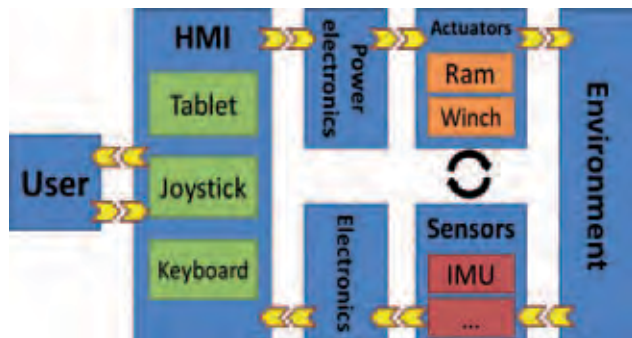 HMI
Tablet
Joystick
Keyboard
User
Power
electronics
Actuators
Ram
Winch
Electronics
Sensors
IMU
...
Environment